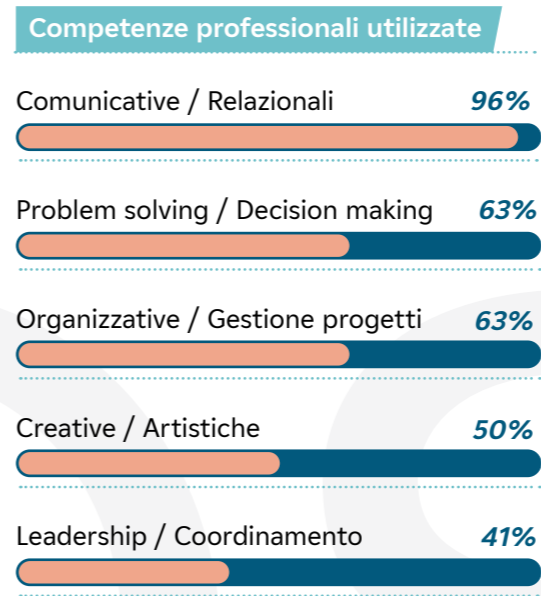 Competenze professionali utilizzate
Comunicative / Relazionali 96%
Problem solving / Decision making 63%
Organizzative / Gestione progetti 63%
Creative / Artistiche 50%
Leadership / Coordinamento 41%